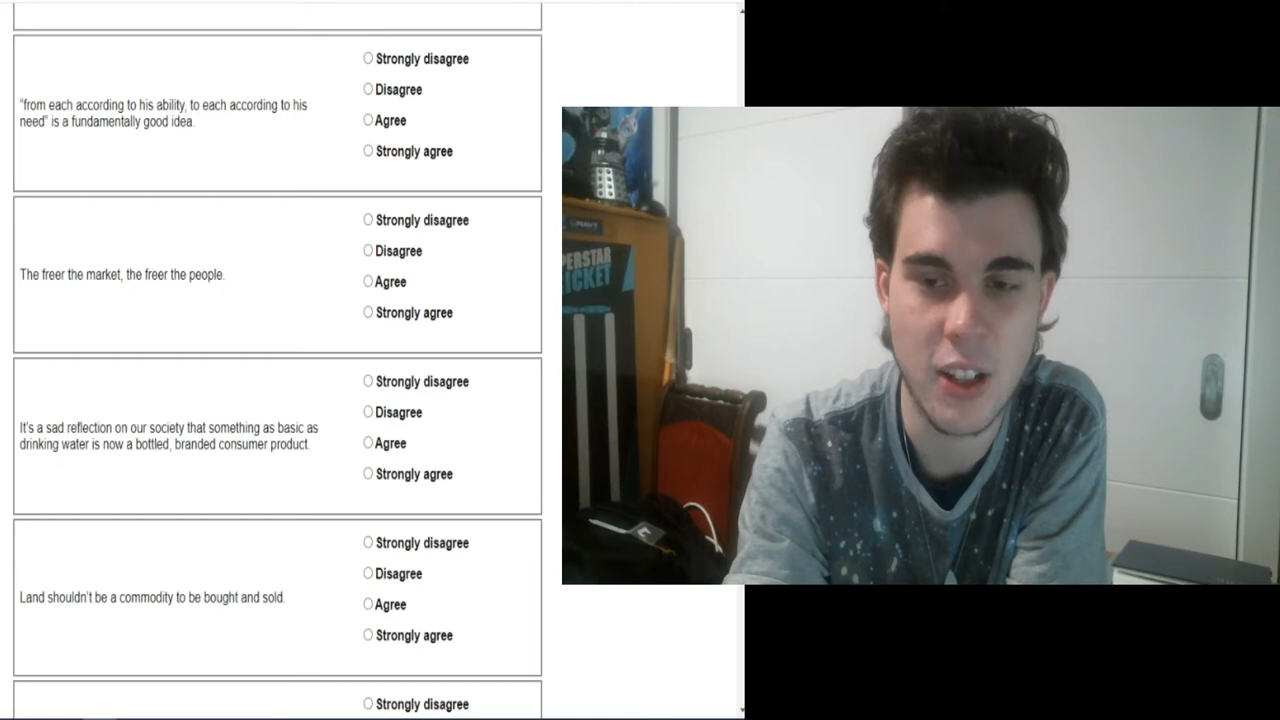 Strongly disagree
Disagree
"from each according to his ability, to each according to his
need" is a fundamentally good idea.
Agree
Strongly agree
Strongly disagree
Disagree
The freer the market, the freer the people.
Agree
Strongly agree
Strongly disagree
Disagree
It's a sad reflection on our society that something as basic as
drinking water is now a bottled, branded consumer product.
Agree
Strongly agree
Strongly disagree
Disagree
Land shouldn't be a commodity to be bought and sold.
Agree
Strongly agree
Strongly disagree
PERSTAR
ICKET